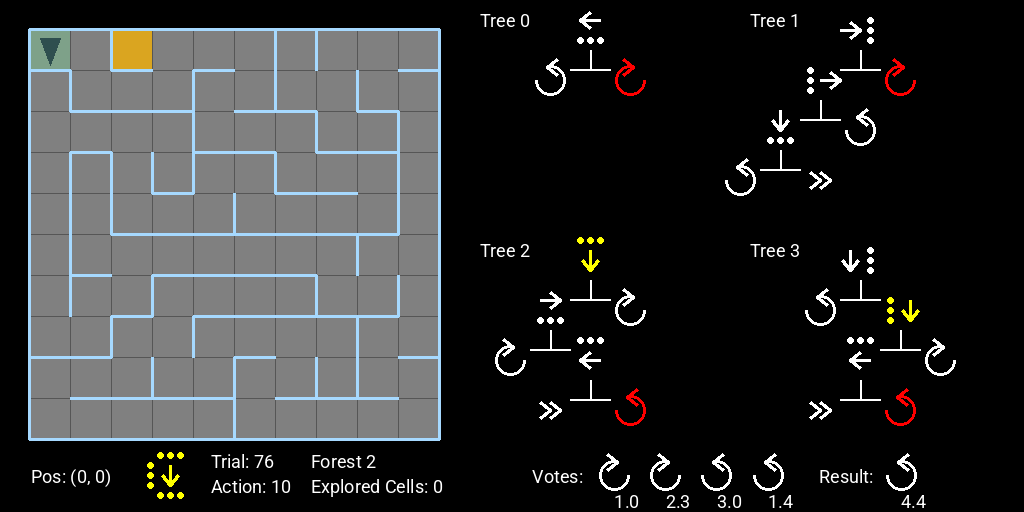 Tree 0
Tree 1
Tree 2
Tree 3
Pos: (0, 0)
Trial: 76
Forest 2
Action: 10
Explored Cells: 0
Votes:
1.0
2.3
3.0
1.4
Result:
4.4